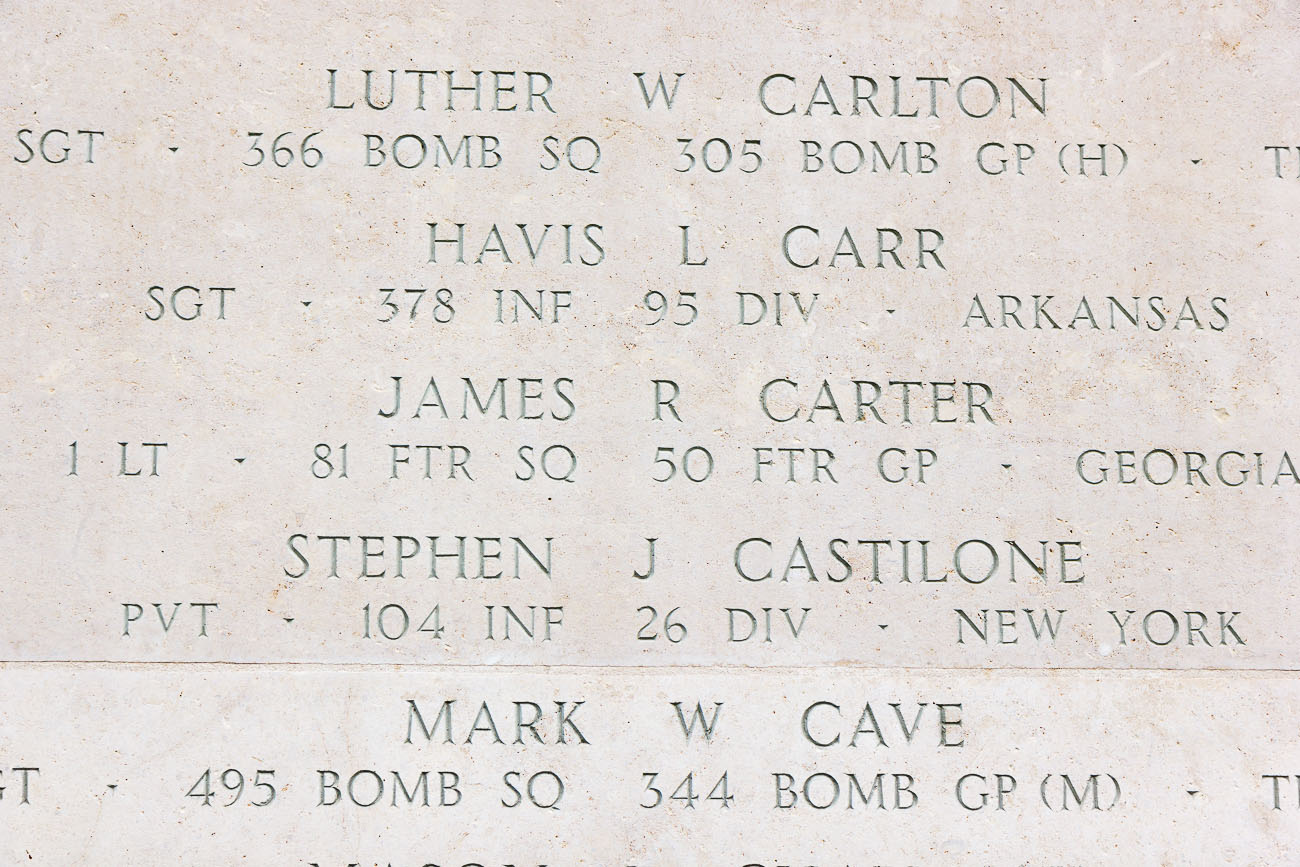 LUTHER W CARLTON
SGT · 366 BOMB SQ 305 BOMB GP (H) ·
HAVIS L CARR
SGT · 378 INF 95 DIV · ARKANSAS
JAMES R CARTER
1 LT · 81 FTR SQ 50 FTR GP · GEORGIA
STEPHEN J CASTILONE
PVT · 104 INF 26 DIV · NEW YORK
MARK W CAVE
· 495 BOMB SQ 344 BOMB GP (M) ·